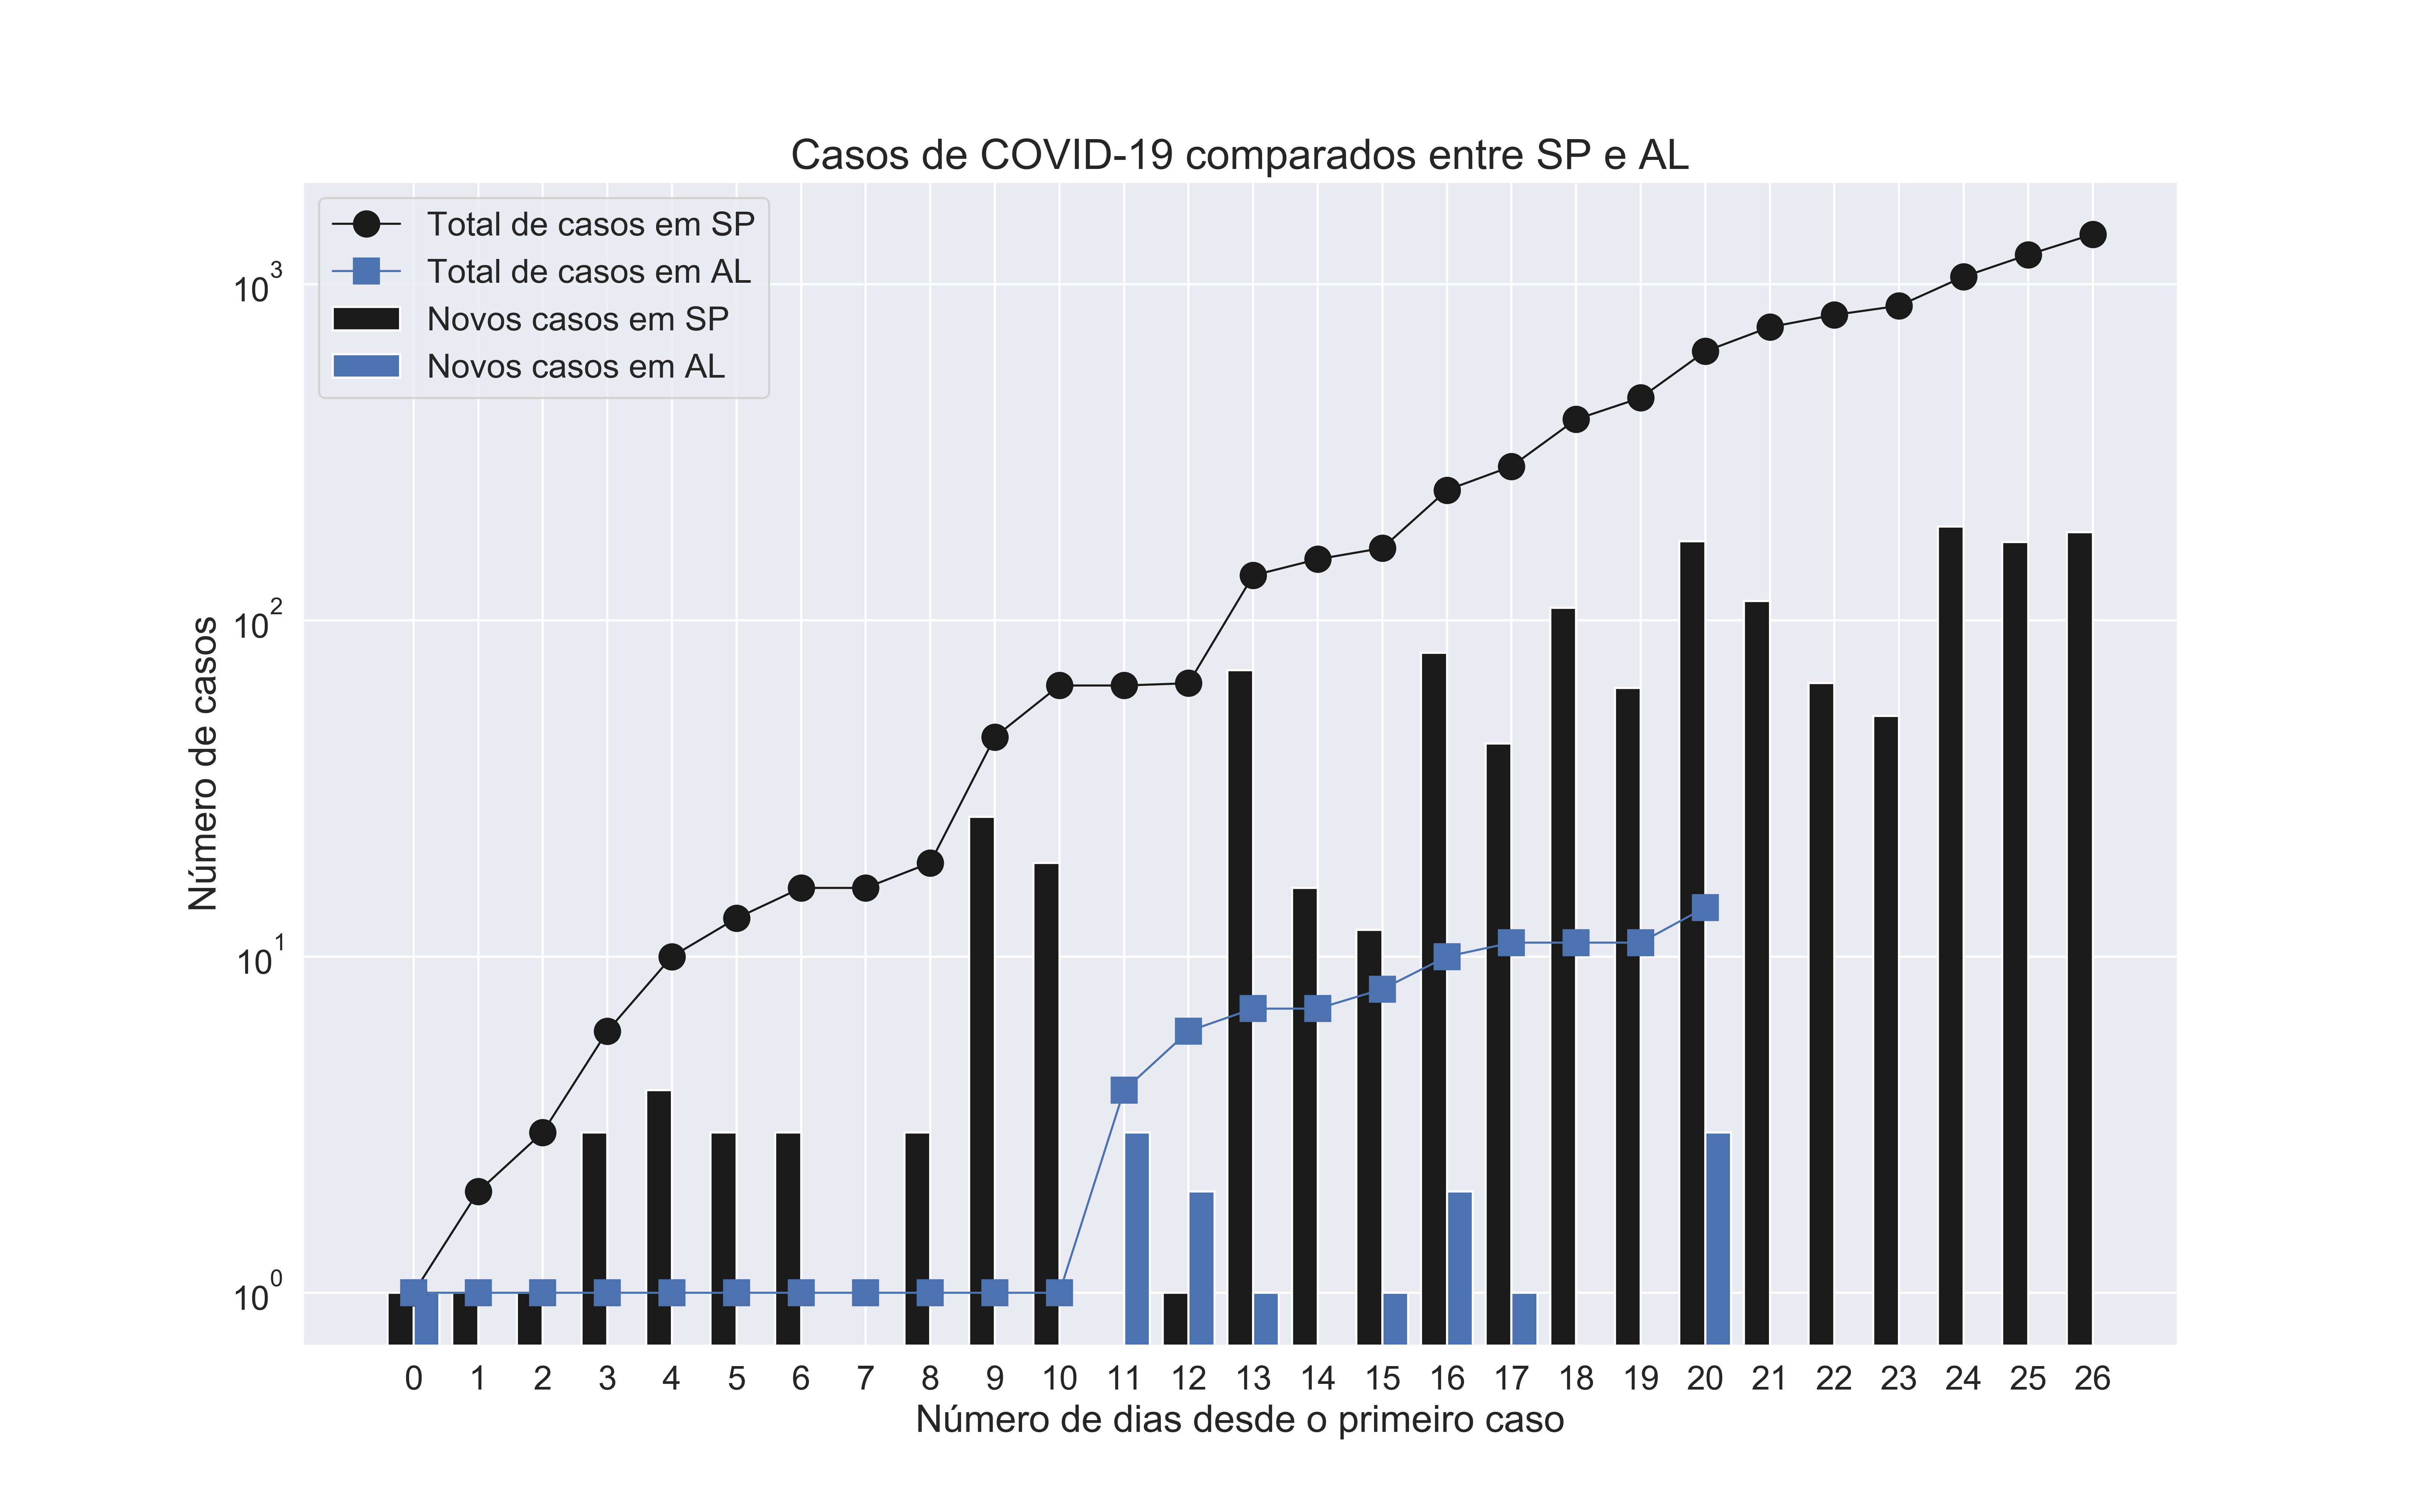 Casos de COVID-19 comparados entre SP e AL
Total de casos em SP
Total de casos em AL
Novos casos em SP
Novos casos em AL
10³
10²
10¹
10⁰
Número de casos
0 1 2 3 4 5 6 7 8 9 10 11 12 13 14 15 16 17 18 19 20 21 22 23 24 25 26
Número de dias desde o primeiro caso